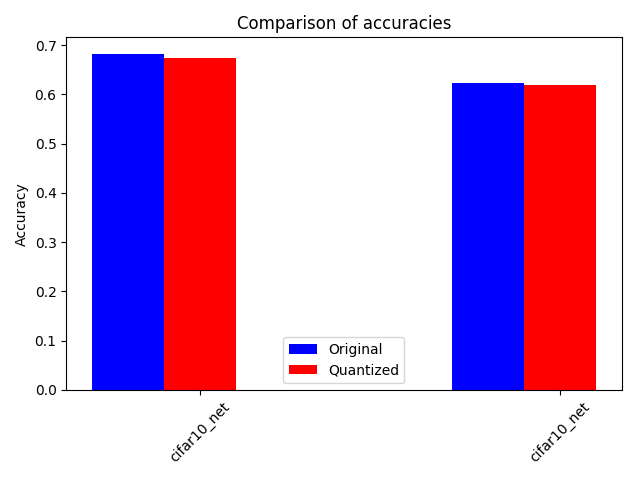 Comparison of accuracies
Accuracy
0.7
0.6
0.5
0.4
0.3
0.2
0.1
0.0
Original
Quantized
cifar10_net
cifar10_net